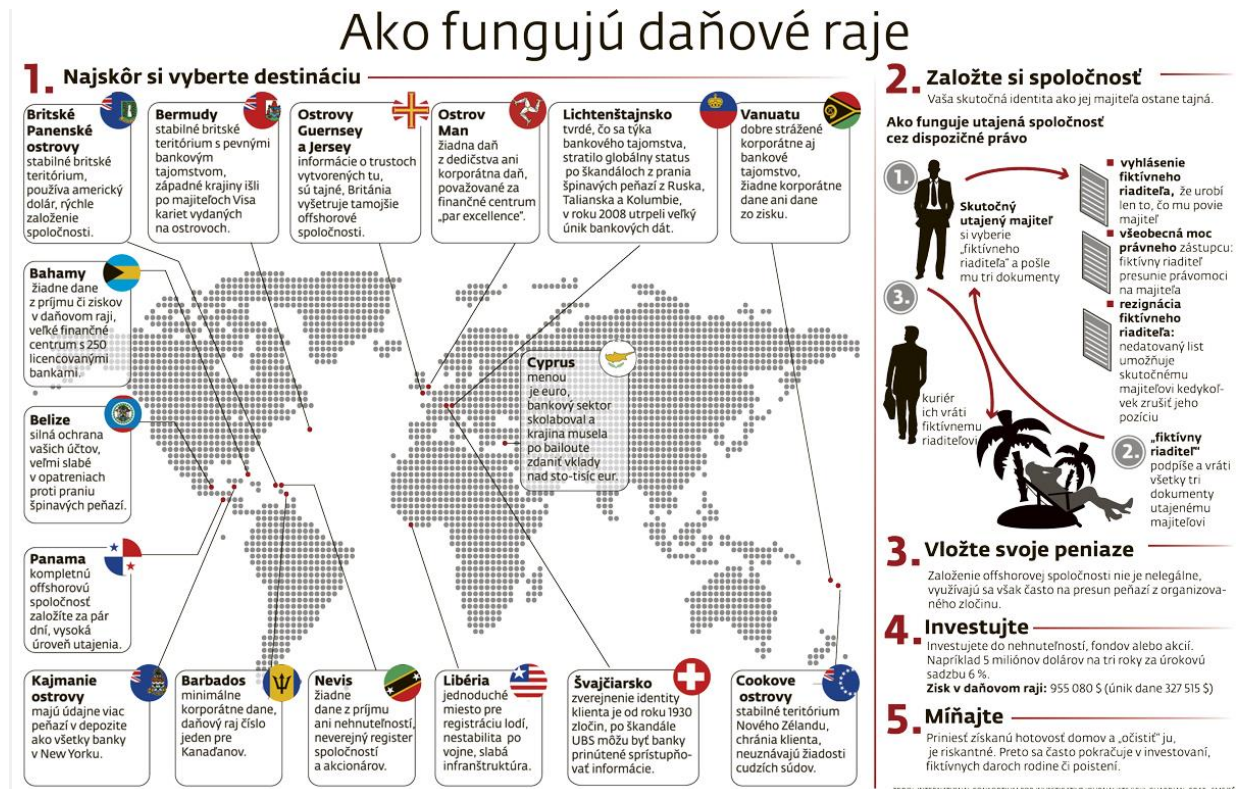 Ako fungujú daňové raje
1. Najskôr si vyberte destináciu
Britské
Panenské
ostrovy
stabilné britské
teritórium,
používa americký
dolár, rýchle
založenie
spoločnosti.
Bermudy
stabilné britské
teritórium s pevnými
bankovým
tajomstvom,
západné krajiny išli
po majiteľoch Visa
kariet vydaných
na ostrovoch.
Ostrovy
Guernsey
a Jersey
informácie o trustoch
vytvorených tu,
sú tajné, Británia
vyšetruje tamojšie
offshorové
spoločnosti.
Ostrov
Man
žiadna daň
z dedičstva ani
korporátna daň,
považované za
finančné centrum
„par excellence".
Lichtenštajnsko
tvrdé, čo sa týka
bankového tajomstva,
stratilo globálny status
po škandáloch z prania
špinavých peňazí z Ruska,
Talianska a Kolumbie,
v roku 2008 utrpeli veľký
únik bankových dát.
Vanuatu
dobre strážené
korporátne aj
bankové
tajomstvo,
žiadne korporátne
dane ani dane
zo zisku.
Bahamy
žiadne dane
z príjmu či ziskov
v daňovom raji,
veľké finančné
centrum s 250
licencovanými
bankami.
Cyprus
menou
je euro,
bankový sektor
skolaboval a
krajina musela
po bailoute
zdaniť vklady
nad sto-tisíc eur.
Belize
silná ochrana
vašich účtov,
veľmi slabé
v opatreniach
proti praniu
špinavých peňazí.
Panama
kompletnú
offshorovú
spoločnosť
založíte za pár
dní, vysoká
úroveň utajenia.
Kajmanie
ostrovy
majú údajne viac
peňazí v depozite
ako všetky banky
v New Yorku.
Barbados
minimálne
korporátne dane,
daňový raj číslo
jeden pre
Kanaďanov.
Nevis
žiadne
dane z príjmu
ani nehnuteľností,
neverejný register
spoločností
a akcionárov.
Libéria
jednoduché
miesto pre
registráciu lodí,
nestabilita po
vojne, slabá
infranštruktúra.
Švajčiarsko
zverejnenie identity
klienta je od roku 1930
zločin, po škandále
UBS môžu byť banky
prinútené sprístupňo-
vať informácie.
Cookove
ostrovy
stabilné teritórium
Nového Zélandu,
chránia klienta,
neuznávajú žiadosti
cudzích súdov.
2. Založte si spoločnosť
Vaša skutočná identita ako jej majiteľa ostane tajná.
Ako funguje utajená spoločnosť
cez dispozičné právo
1.
Skutočný
utajený majiteľ
si vyberie
„fiktívneho
riaditeľa" a pošle
mu tri dokumenty
vyhlásenie
fiktívneho
riaditeľa, že urobí
len to, čo mu povie
majiteľ
všeobecná moc
právneho zástupcu:
fiktívny riaditeľ
presunie právomoci
na majiteľa
rezignácia
fiktívneho
riaditeľa:
nedatovaný list
umožňuje
skutočnému
majiteľovi kedykoľ-
vek zrušiť jeho
pozíciu
3.
kuriér
ich vráti
fiktívnemu
riaditeľovi
2.
„fiktívny
riaditeľ"
podpíše a vráti
všetky tri
dokumenty
utajenému
majiteľovi
3. Vložte svoje peniaze
Založenie offshorovej spoločnosti nie je nelegálne,
využívajú sa však často na presun peňazí z organizova-
ného zločinu.
4. Investujte
Investujete do nehnuteľností, fondov alebo akcií.
Napríklad 5 miliónov dolárov na tri roky za úrokovú
sadzbu 6 %.
Zisk v daňovom raji: 955 080 $ (únik dane 327 515 $)
5. Míňajte
Priniesť získanú hotovosť domov a „očistiť" ju,
je riskantné. Preto sa často pokračuje v investovaní,
fiktívnych daroch rodine či poistení.